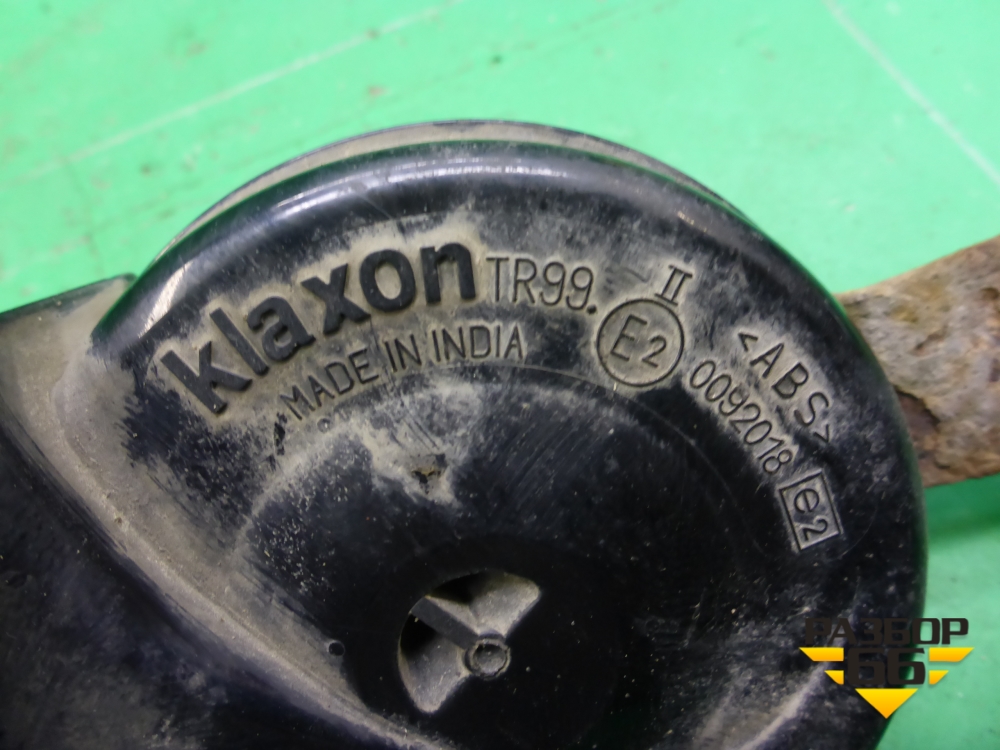 klaxon TR99. II
MADE IN INDIA
E2
<ABS>
0092018 e2
РАЗБОР
66